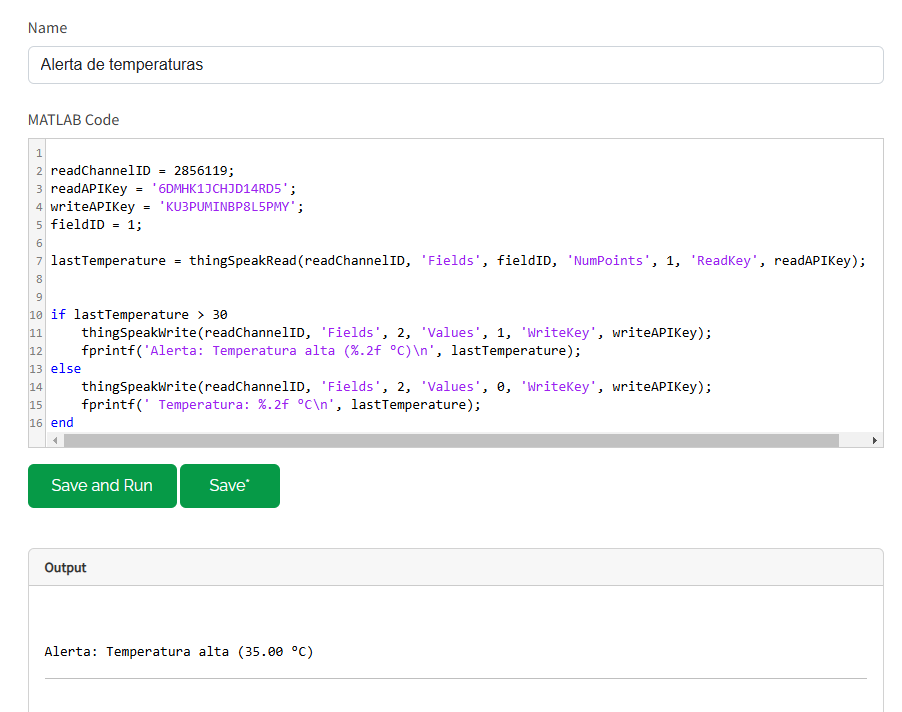 Name
Alerta de temperaturas
MATLAB Code
1
2 readChannelID = 2856119;
3 readAPIKey = '6DMHK1JCHJD14RD5';
4 writeAPIKey = 'KU3PUMINBP8L5PMY';
5 fieldID = 1;
6
7 lastTemperature = thingSpeakRead(readChannelID, 'Fields', fieldID, 'NumPoints', 1, 'ReadKey', readAPIKey);
8
9
10 if lastTemperature > 30
11     thingSpeakWrite(readChannelID, 'Fields', 2, 'Values', 1, 'WriteKey', writeAPIKey);
12     fprintf('Alerta: Temperatura alta (%.2f ºC)\n', lastTemperature);
13 else
14     thingSpeakWrite(readChannelID, 'Fields', 2, 'Values', 0, 'WriteKey', writeAPIKey);
15     fprintf(' Temperatura: %.2f ºC\n', lastTemperature);
16 end
Save and Run Save*
Output
Alerta: Temperatura alta (35.00 ºC)